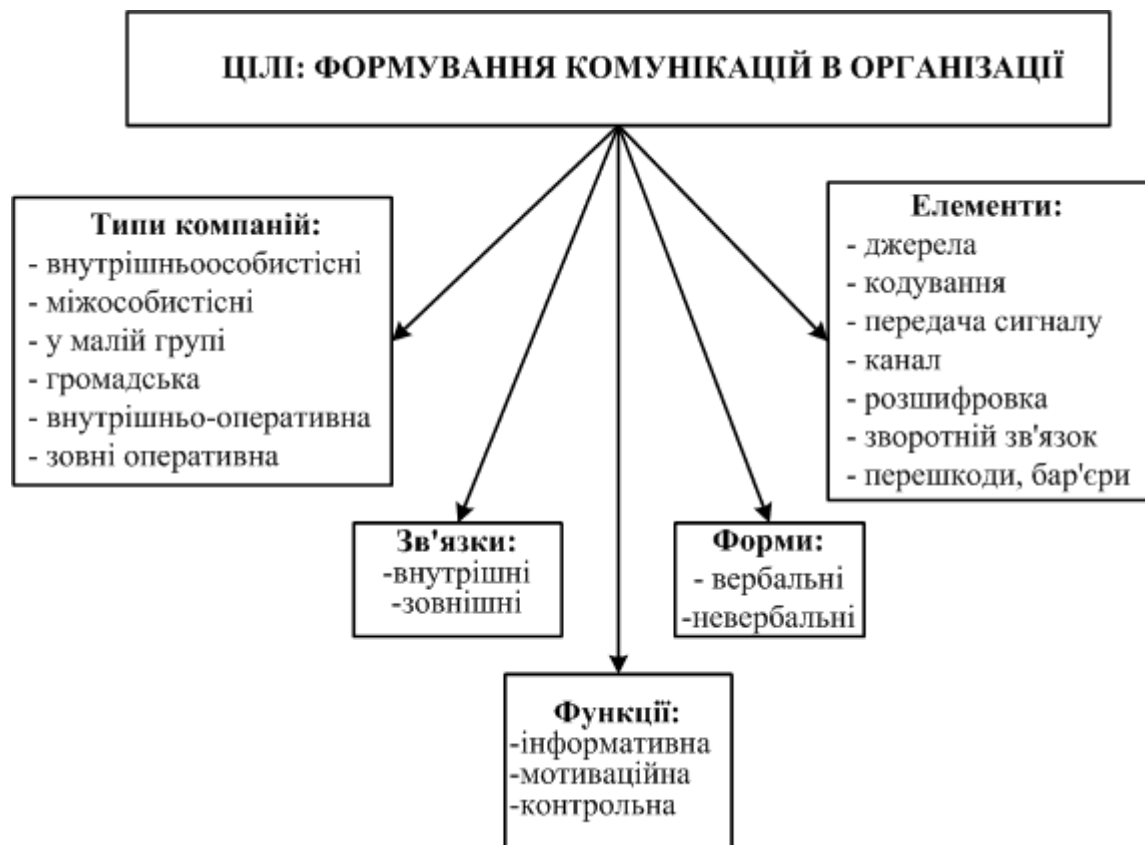 ЦІЛІ: ФОРМУВАННЯ КОМУНІКАЦІЙ В ОРГАНІЗАЦІЇ
Типи компаній:
- внутрішньоособистісні
- міжособистісні
- у малій групі
- громадська
- внутрішньо-оперативна
- зовні оперативна
Зв'язки:
-внутрішні
-зовнішні
Функції:
-інформативна
-мотиваційна
-контрольна
Форми:
- вербальні
-невербальні
Елементи:
- джерела
- кодування
- передача сигналу
- канал
- розшифровка
- зворотній зв'язок
- перешкоди, бар'єри